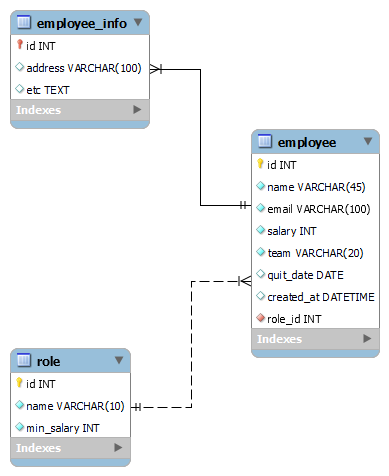 employee_info
id INT
address VARCHAR(100)
etc TEXT
Indexes
employee
id INT
name VARCHAR(45)
email VARCHAR(100)
salary INT
team VARCHAR(20)
quit_date DATE
created_at DATETIME
role_id INT
Indexes
role
id INT
name VARCHAR(10)
min_salary INT
Indexes